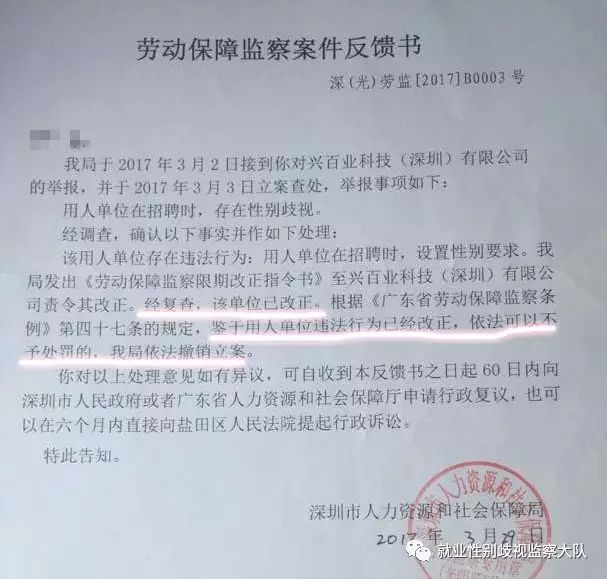 劳动保障监察案件反馈书
深(光)劳监[2017]B0003 号
我局于 2017 年 3 月 2 日接到你对兴百业科技（深圳）有限公司
的举报，并于 2017 年 3 月 3 日立案查处，举报事项如下：
用人单位在招聘时，存在性别歧视。
经调查，确认以下事实并作如下处理：
该用人单位存在违法行为：用人单位在招聘时，设置性别要求。我
局发出《劳动保障监察限期改正指令书》至兴百业科技（深圳）有限公
司责令其改正。经复查，该单位已改正。根据《广东省劳动保障监察条
例》第四十七条的规定，鉴于用人单位违法行为已经改正，依法可以不
予处罚的，我局依法撤销立案。
你对以上处理意见如有异议，可自收到本反馈书之日起 60 日内向
深圳市人民政府或者广东省人力资源和社会保障厅申请行政复议，也可
以在六个月内直接向盐田区人民法院提起行政诉讼。
特此告知。
深圳市人力资源和社会保障局
2017 年 3 月 29 日
深圳市人力资源和社会保障局
就业性别歧视监察大队